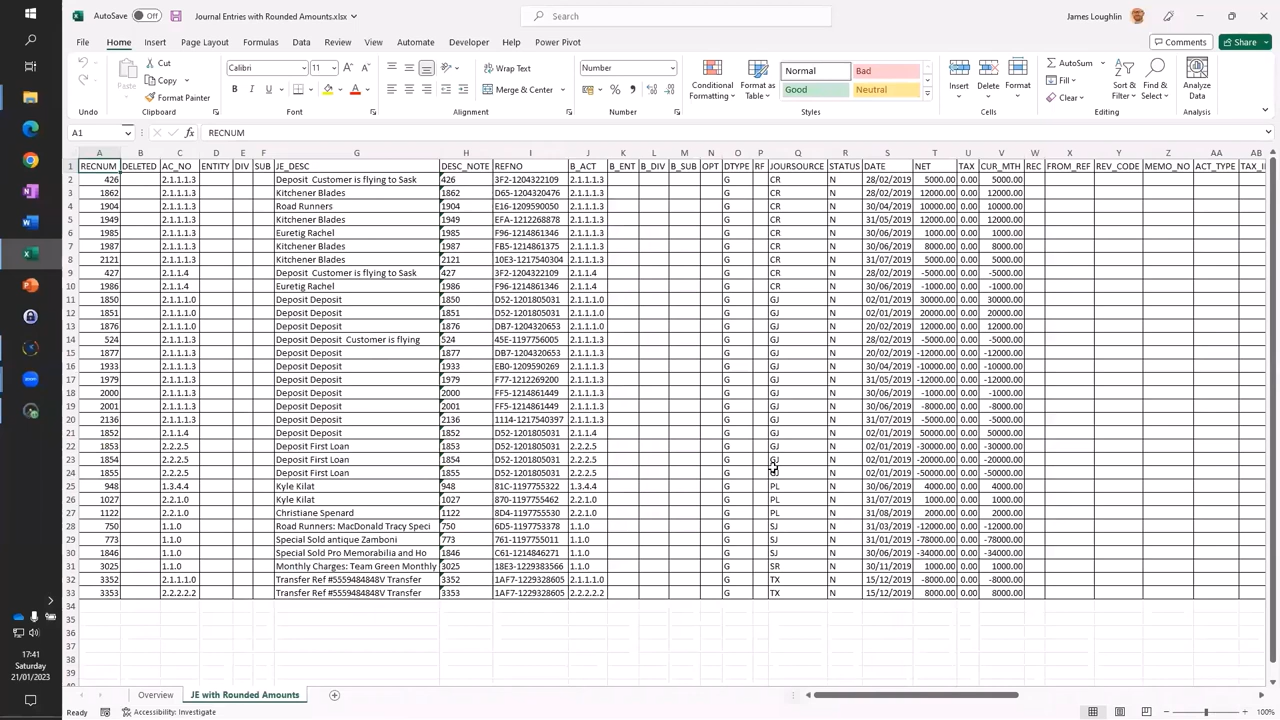 AutoSave Off Journal Entries with Rounded Amounts.xlsx Search James Loughlin
File Home Insert Page Layout Formulas Data Review View Automate Developer Help Power Pivot Comments Share
Cut Calibri 11 Wrap Text Number Normal Bad AutoSum
Paste Copy Conditional Formatting Format as Table Insert Delete Format Fill Sort & Filter Find & Select Analyze Data
Format Painter B I U Merge & Center % Good Neutral Clear
Undo Clipboard Font Alignment Number Styles Cells Editing Analysis
A1 fx RECNUM
A B C D E F G H I J K L M N O P Q R S T U V W X Y Z AA AB
1 RECNUM DELETED AC_NO ENTITY DIV SUB JE_DESC DESC_NOTE REFNO B_ACT B_ENT B_DIV B_SUB OPT DTYPE RF OURSOURCE STATUS DATE NET TAX CUR_MTH REC FROM_REF REV_CODE MEMO_NO ACT_TYPE
2 426 2.1.1.1.3 Deposit Customer is flying to Sask 426 3F2-1204322109 2.1.1.1.3 G CR N 28/02/2019 5000.00 0.00 5000.00
3 1862 2.1.1.1.3 Kitchener Blades 1862 D65-1204320476 2.1.1.1.3 G CR N 28/02/2019 12000.00 0.00 12000.00
4 1904 2.1.1.1.3 Road Runners 1904 E16-1209590050 2.1.1.1.3 G CR N 30/04/2019 10000.00 0.00 10000.00
5 1949 2.1.1.1.3 Kitchener Blades 1949 EFA-1212268878 2.1.1.1.3 G CR N 31/05/2019 12000.00 0.00 12000.00
6 1985 2.1.1.1.3 Euretig Rachel 1985 F96-1214861346 2.1.1.1.3 G CR N 30/06/2019 1000.00 0.00 1000.00
7 1987 2.1.1.1.3 Kitchener Blades 1987 FB5-1214861375 2.1.1.1.3 G CR N 30/06/2019 8000.00 0.00 8000.00
8 2121 2.1.1.1.3 Kitchener Blades 2121 10E3-1217540304 2.1.1.1.3 G CR N 31/07/2019 5000.00 0.00 5000.00
9 427 2.1.1.4 Deposit Customer is flying to Sask 427 3F2-1204322109 2.1.1.4 G CR N 28/02/2019 -5000.00 0.00 -5000.00
10 1986 2.1.1.4 Euretig Rachel 1986 F96-1214861346 2.1.1.4 G CR N 30/06/2019 -1000.00 0.00 -1000.00
11 1850 2.1.1.1.0 Deposit Deposit 1850 D52-1201805031 2.1.1.1.0 G GJ N 02/01/2019 30000.00 0.00 30000.00
12 1851 2.1.1.1.0 Deposit Deposit 1851 D52-1201805031 2.1.1.1.0 G GJ N 02/01/2019 20000.00 0.00 20000.00
13 1876 2.1.1.1.0 Deposit Deposit 1876 DB7-1204320653 2.1.1.1.0 G GJ N 20/02/2019 12000.00 0.00 12000.00
14 524 2.1.1.1.3 Deposit Deposit Customer is flying 524 45E-1197756005 2.1.1.1.3 G GJ N 28/02/2019 -5000.00 0.00 -5000.00
15 1877 2.1.1.1.3 Deposit Deposit 1877 DB7-1204320653 2.1.1.1.3 G GJ N 20/02/2019 -12000.00 0.00 -12000.00
16 1933 2.1.1.1.3 Deposit Deposit 1933 EB0-1209590269 2.1.1.1.3 G GJ N 30/04/2019 -10000.00 0.00 -10000.00
17 1979 2.1.1.1.3 Deposit Deposit 1979 F77-1212269200 2.1.1.1.3 G GJ N 31/05/2019 -12000.00 0.00 -12000.00
18 2000 2.1.1.1.3 Deposit Deposit 2000 FF5-1214861449 2.1.1.1.3 G GJ N 30/06/2019 -1000.00 0.00 -1000.00
19 2001 2.1.1.1.3 Deposit Deposit 2001 FF5-1214861449 2.1.1.1.3 G GJ N 30/06/2019 -8000.00 0.00 -8000.00
20 2136 2.1.1.1.3 Deposit Deposit 2136 1114-1217540397 2.1.1.1.3 G GJ N 31/07/2019 -5000.00 0.00 -5000.00
21 1852 2.1.1.4 Deposit Deposit 1852 D52-1201805031 2.1.1.4 G GJ N 02/01/2019 50000.00 0.00 50000.00
22 1853 2.2.2.5 Deposit First Loan 1853 D52-1201805031 2.2.2.5 G GJ N 02/01/2019 -30000.00 0.00 -30000.00
23 1854 2.2.2.5 Deposit First Loan 1854 D52-1201805031 2.2.2.5 G GJ N 02/01/2019 -20000.00 0.00 -20000.00
24 1855 2.2.2.5 Deposit First Loan 1855 D52-1201805031 2.2.2.5 G GJ N 02/01/2019 -50000.00 0.00 -50000.00
25 948 1.3.4.4 Kyle Kilat 948 81C-1197755322 1.3.4.4 G PL N 30/06/2019 4000.00 0.00 4000.00
26 1027 2.2.1.0 Kyle Kilat 1027 870-1197755462 2.2.1.0 G PL N 31/07/2019 1000.00 0.00 1000.00
27 1122 2.2.1.0 Christiane Spenard 1122 8D4-1197755530 2.2.1.0 G PL N 31/08/2019 2000.00 0.00 2000.00
28 750 1.1.0 Road Runners: MacDonald Tracy Speci 750 6D5-1197753378 1.1.0 G SJ N 31/03/2019 -12000.00 0.00 -12000.00
29 773 1.1.0 Special Sold antique Zamboni 773 761-1197755011 1.1.0 G SJ N 31/03/2019 -78000.00 0.00 -78000.00
30 1846 1.1.0 Special Sold Pro Memorabilia and Ho 1846 C61-1214846271 1.1.0 G SJ N 30/06/2019 -34000.00 0.00 -34000.00
31 3025 1.1.0 Monthly Charges: Team Green Monthly 3025 18E3-1229383566 1.1.0 G SR N 30/11/2019 1000.00 0.00 1000.00
32 3352 2.1.1.1.0 Transfer Ref #5559484848V Transfer 3352 1AF7-1229328605 2.1.1.1.0 G TX N 15/12/2019 -8000.00 0.00 -8000.00
33 3353 2.2.2.2.2 Transfer Ref #5559484848V Transfer 3353 1AF7-1229328605 2.2.2.2.2 G TX N 15/12/2019 8000.00 0.00 8000.00
34
35
36
37
38
39
17:41
Saturday
21/01/2023
Overview JE with Rounded Amounts
Ready Accessibility: Investigate 100%